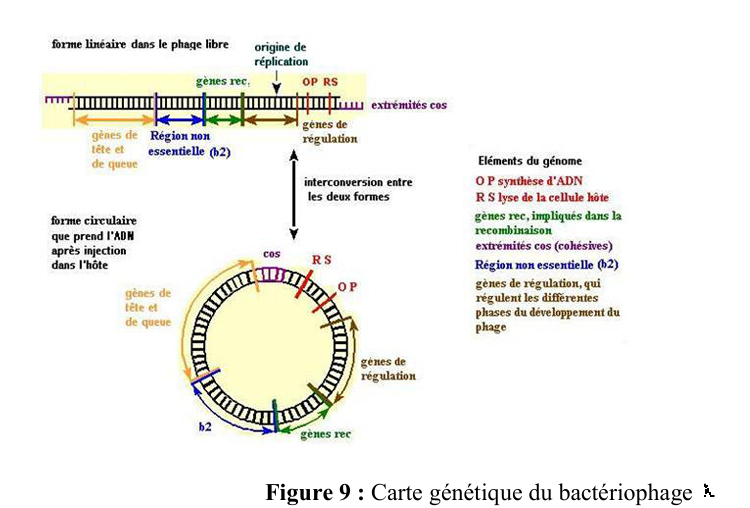 forme linéaire dans le phage libre
origine de
réplication
gènes rec.
OP RS
extrémités cos
gènes de
tête et
de queue
Région non
essentielle (b2)
gènes de
régulation
interconversion entre
les deux formes
forme circulaire
que prend l'ADN
après injection
dans l'hôte
cos
R S
O P
gènes de
tête et
de queue
gènes de
régulation
b2
gènes rec
Eléments du génome
O P synthèse d'ADN
R S lyse de la cellule hôte
gènes rec, impliqués dans la
recombinaison
extrémités cos (cohésives)
Région non essentielle (b2)
gènes de régulation, qui
régulent les différentes
phases du développement du
phage
Figure 9 : Carte génétique du bactériophage λ